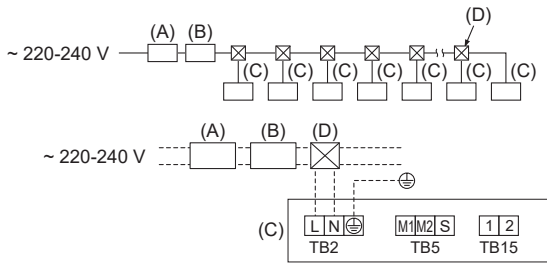 (D)
(A) (B)
~ 220-240 V
(C) (C) (C) (C) (C) (C) (C)
(A) (B) (D)
~ 220-240 V
(C) L N M1 M2 S 1 2
TB2 TB5 TB15